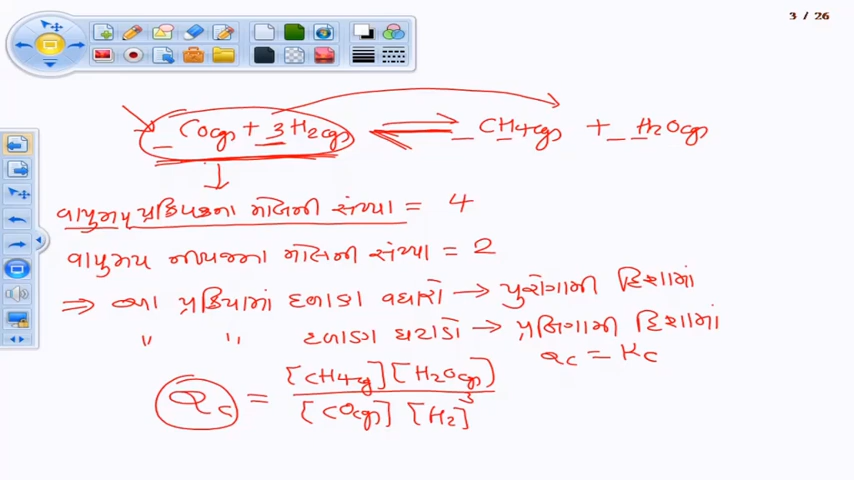 3 / 26
CO(g) + 3H2(g) ⇌ CH4(g) + H2O(g)
વાયુમય પ્રક્રિયકના મોલની સંખ્યા = 4
વાયુમય નીપજના મોલની સંખ્યા = 2
⇒ આ પ્રક્રિયામાં દબાણ વધારો → પુરોગામી દિશામાં
" " દબાણ ઘટાડો → પ્રતિગામી દિશામાં
Qc = Kc
Qc = [CH4(g)] [H2O(g)] / [CO(g)] [H2]^3